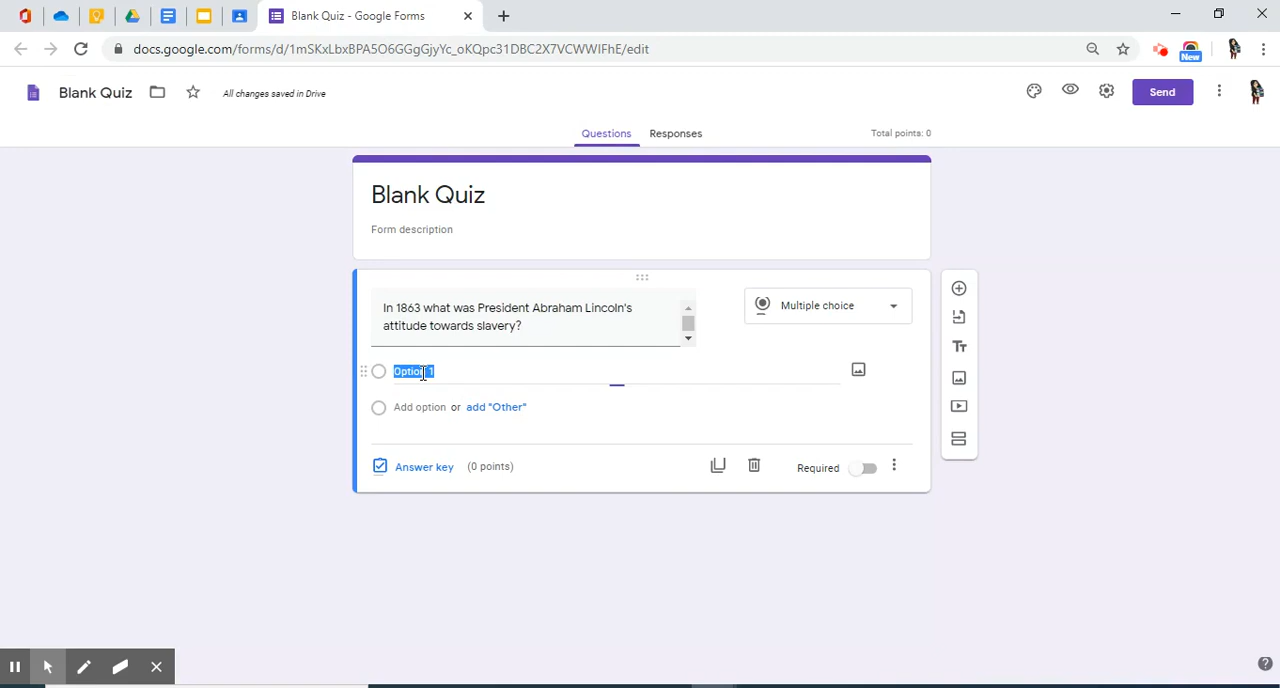 Blank Quiz - Google Forms
docs.google.com/forms/d/1mSKxLbxBPA5O6GGgGjyYc_oKQpc31DBC2X7VCWWIFhE/edit
New
Blank Quiz
All changes saved in Drive
Send
Questions
Responses
Total points: 0
Blank Quiz
Form description
In 1863 what was President Abraham Lincoln's
attitude towards slavery?
Multiple choice
Option 1
Add option or add "Other"
Answer key (0 points)
Required